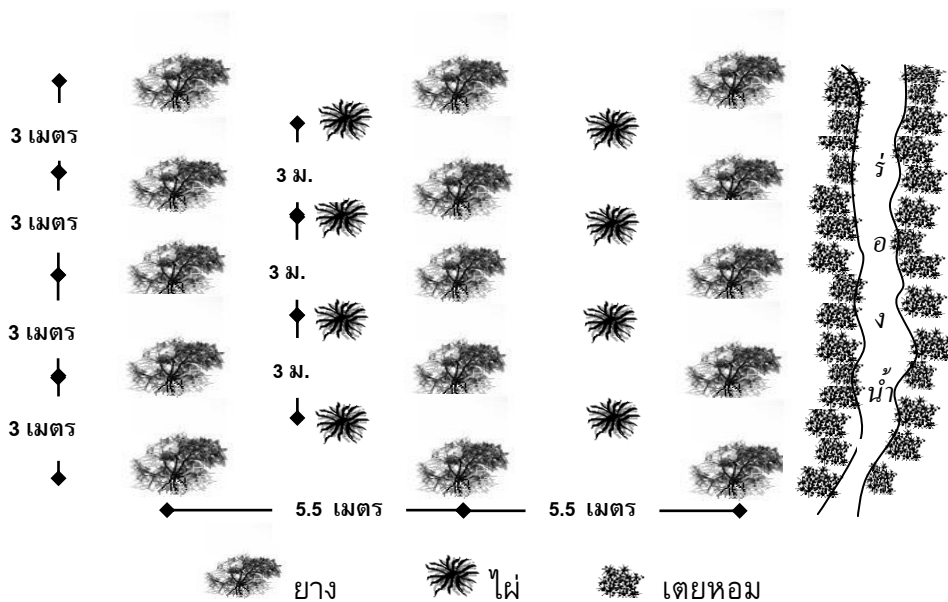 3 เมตร
3 ม.
3 เมตร
3 ม.
3 เมตร
3 ม.
3 เมตร
ร่องน้ำ
5.5 เมตร 5.5 เมตร
ยาง ไผ่ เตยหอม